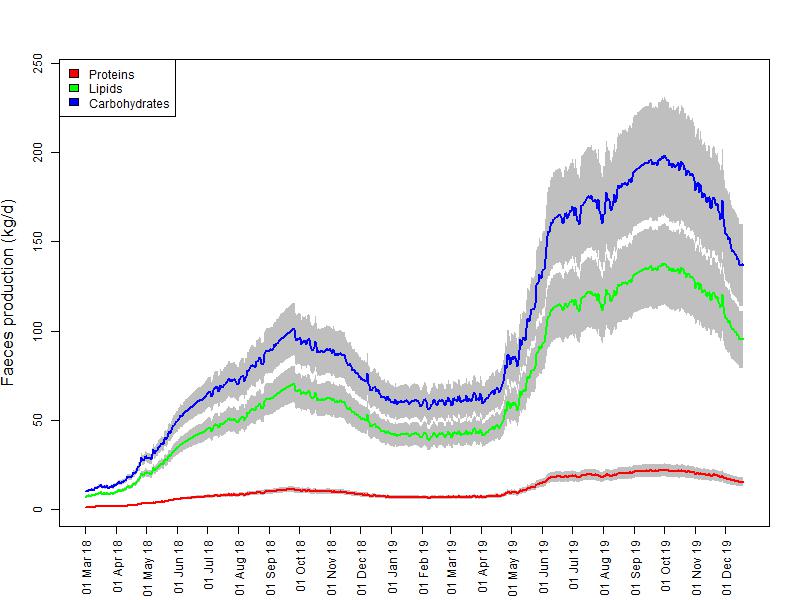 Proteins
Lipids
Carbohydrates
Faeces production (kg/d)
250
200
150
100
50
0
01 Mar 18
01 Apr 18
01 May 18
01 Jun 18
01 Jul 18
01 Aug 18
01 Sep 18
01 Oct 18
01 Nov 18
01 Dec 18
01 Jan 19
01 Feb 19
01 Mar 19
01 Apr 19
01 May 19
01 Jun 19
01 Jul 19
01 Aug 19
01 Sep 19
01 Oct 19
01 Nov 19
01 Dec 19